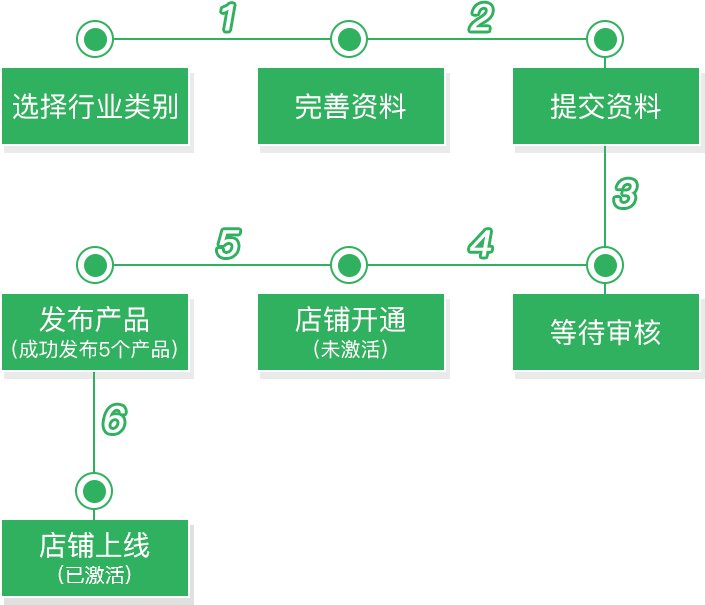 1
2
选择行业类别
完善资料
提交资料
3
5
4
发布产品
(成功发布5个产品)
店铺开通
(未激活)
等待审核
6
店铺上线
(已激活)